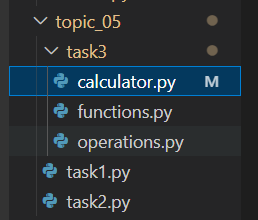 topic_05
task3
calculator.py M
functions.py
operations.py
task1.py
task2.py